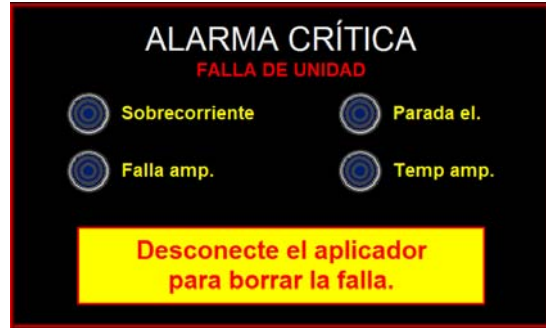 ALARMA CRÍTICA
FALLA DE UNIDAD
Sobrecorriente
Parada el.
Falla amp.
Temp amp.
Desconecte el aplicador
para borrar la falla.